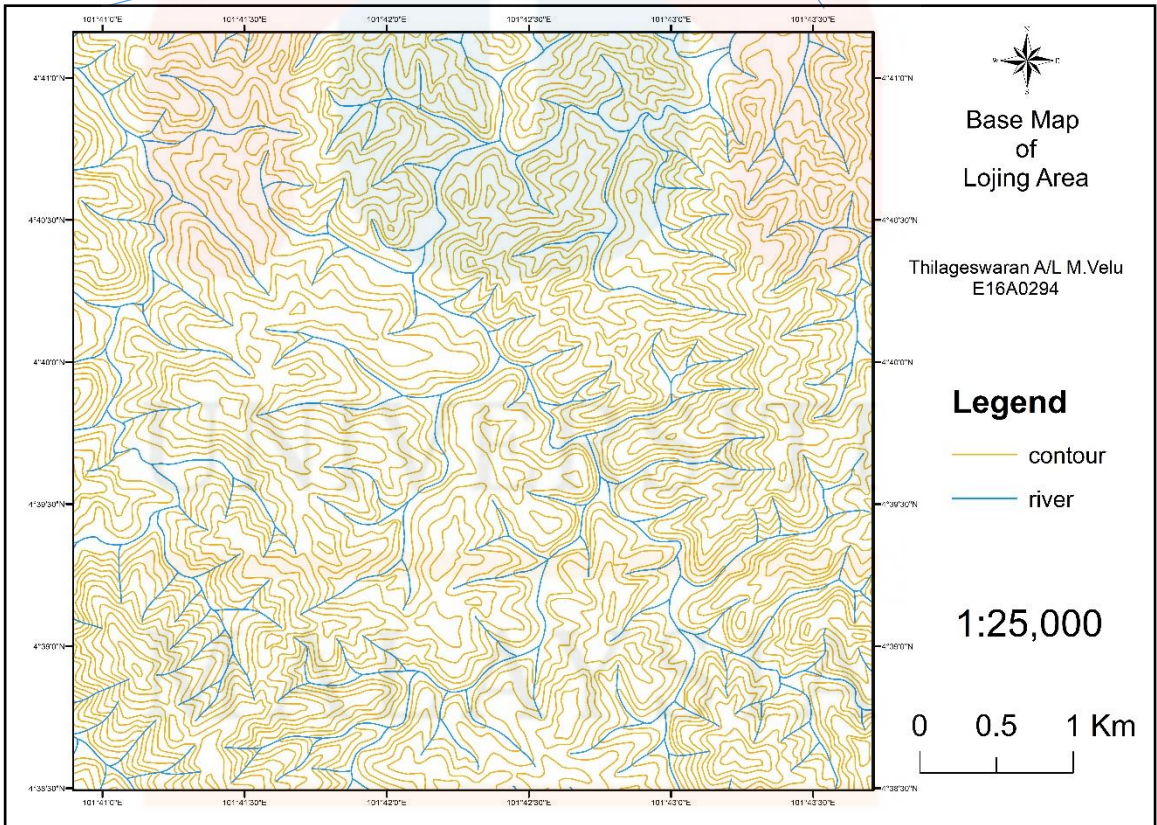 101°41'0"E 101°41'30"E 101°42'0"E 101°42'30"E 101°43'0"E 101°43'30"E
4°41'0"N 4°41'0"N
4°40'30"N 4°40'30"N
4°40'0"N 4°40'0"N
4°39'30"N 4°39'30"N
4°39'0"N 4°39'0"N
4°38'30"N 4°38'30"N
101°41'0"E 101°41'30"E 101°42'0"E 101°42'30"E 101°43'0"E 101°43'30"E
N
W E
S
Base Map
of
Lojing Area
Thilageswaran A/L M.Velu
E16A0294
Legend
contour
river
1:25,000
0 0.5 1 Km